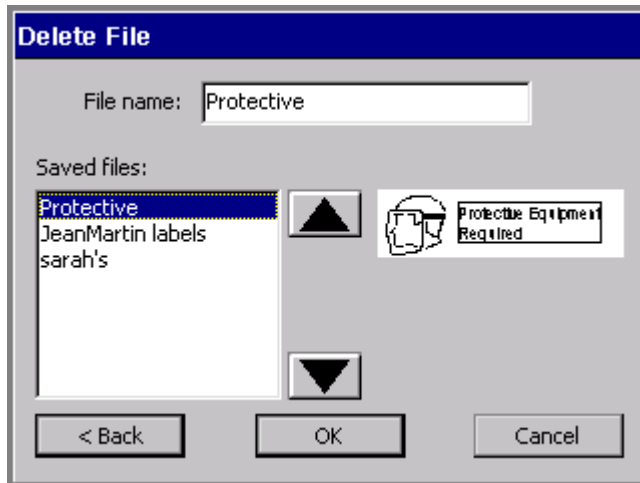 Delete File
File name: Protective
Saved files:
Protective
JeanMartin labels
sarah's
Protective Equipment
Required
< Back OK Cancel